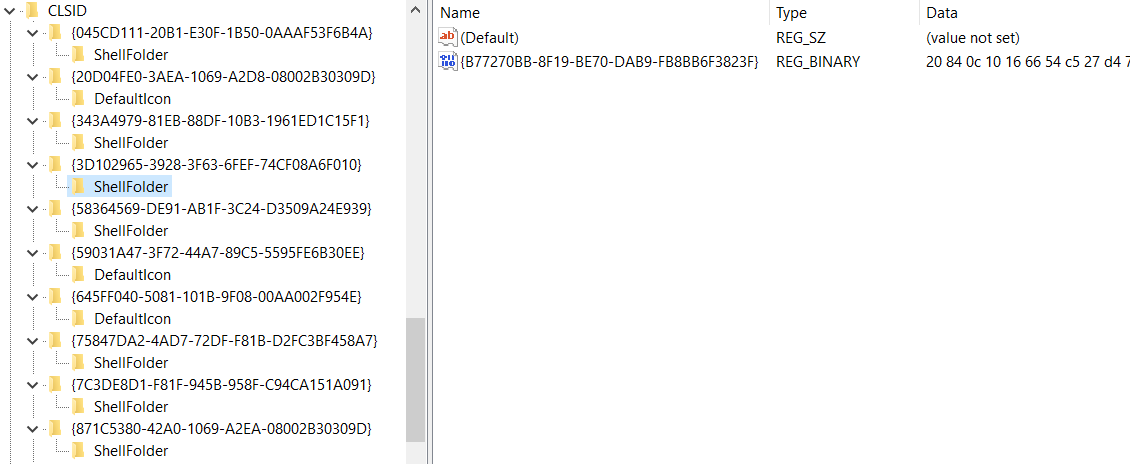 CLSID
{045CD111-20B1-E30F-1B50-0AAAF53F6B4A}
ShellFolder
{20D04FE0-3AEA-1069-A2D8-08002B30309D}
DefaultIcon
{343A4979-81EB-88DF-10B3-1961ED1C15F1}
ShellFolder
{3D102965-3928-3F63-6FEF-74CF08A6F010}
ShellFolder
{58364569-DE91-AB1F-3C24-D3509A24E939}
ShellFolder
{59031A47-3F72-44A7-89C5-5595FE6B30EE}
DefaultIcon
{645FF040-5081-101B-9F08-00AA002F954E}
DefaultIcon
{75847DA2-4AD7-72DF-F81B-D2FC3BF458A7}
ShellFolder
{7C3DE8D1-F81F-945B-958F-C94CA151A091}
ShellFolder
{871C5380-42A0-1069-A2EA-08002B30309D}
ShellFolder
Name Type Data
(Default) REG_SZ (value not set)
{B77270BB-8F19-BE70-DAB9-FB8BB6F3823F} REG_BINARY 20 84 0c 10 16 66 54 c5 27 d4 7